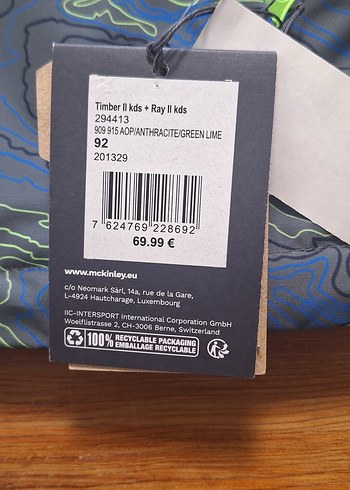 Timber II kds + Ray II kds
294413
909 915 AOP/ANTHRACITE/GREEN LIME
92
201329
7 624769 228692
69.99 €
www.mckinley.eu
c/o Neomark Sàrl, 14a, rue de la Gare,
L-4924 Hautcharage, Luxembourg
IIC-INTERSPORT International Corporation GmbH
Woelflistrasse 2, CH-3006 Berne, Switzerland
100% RECYCLABLE PACKAGING
EMBALLAGE RECYCLABLE